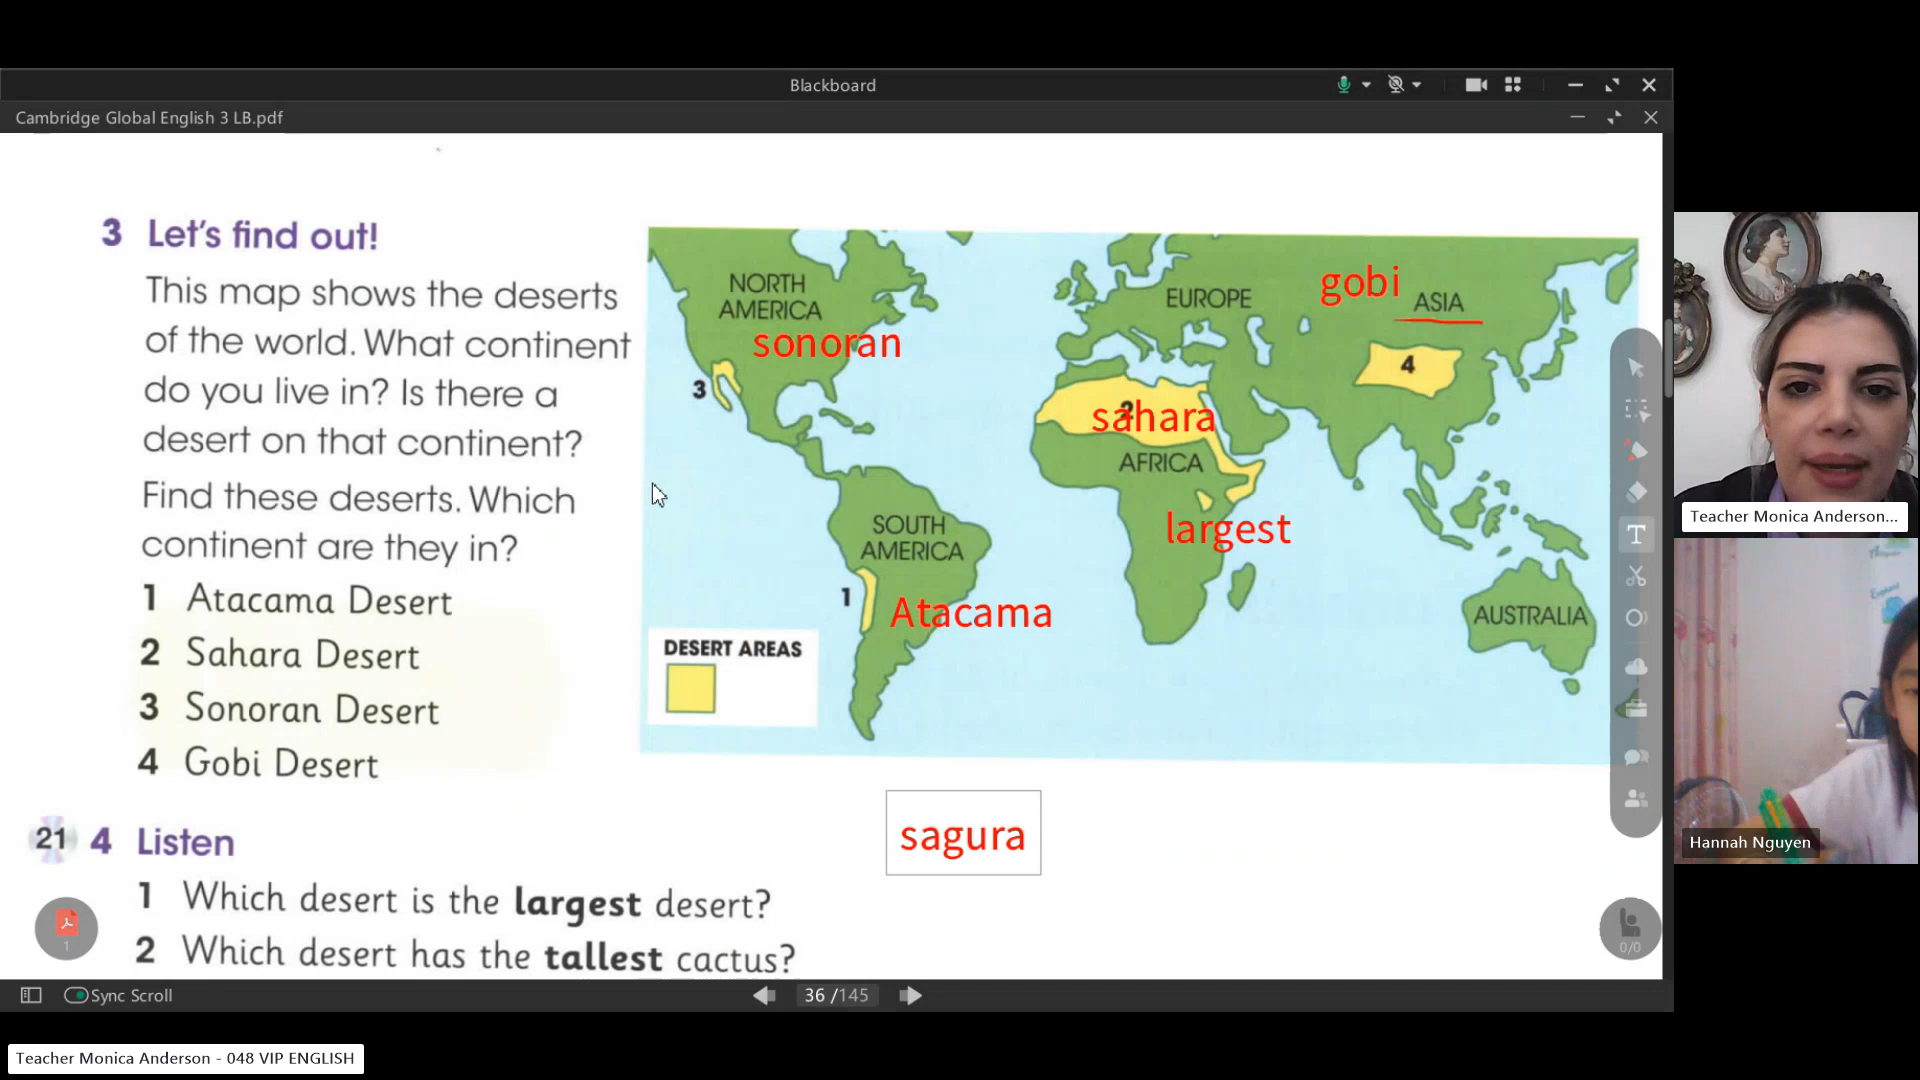 Blackboard
Cambridge Global English 3 LB.pdf
3 Let's find out!
This map shows the deserts
of the world. What continent
do you live in? Is there a
desert on that continent?
Find these deserts. Which
continent are they in?
1 Atacama Desert
2 Sahara Desert
3 Sonoran Desert
4 Gobi Desert
NORTH
AMERICA
sonoran
3
EUROPE
gobi
ASIA
4
2
sahara
AFRICA
largest
SOUTH
AMERICA
1
Atacama
AUSTRALIA
DESERT AREAS
sagura
21 4 Listen
1 Which desert is the largest desert?
2 Which desert has the tallest cactus?
1
T
0/0
Sync Scroll
36 /145
Teacher Monica Anderson...
Hannah Nguyen
Teacher Monica Anderson - 048 VIP ENGLISH